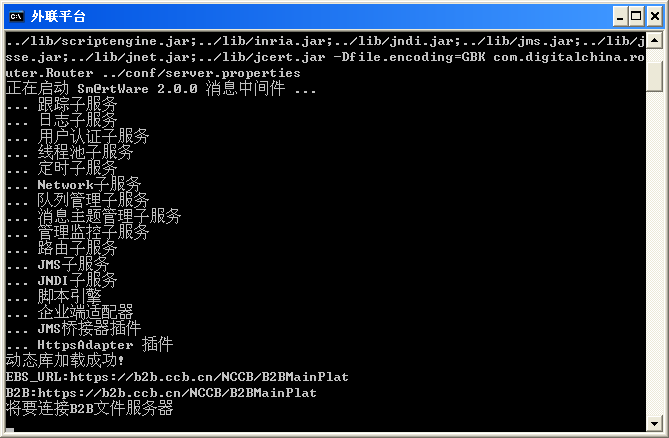 外联平台
../lib/scriptengine.jar;../lib/inria.jar;../lib/jndi.jar;../lib/jms.jar;../lib/j
sse.jar;../lib/jnet.jar;../lib/jcert.jar -Dfile.encoding=GBK com.digitalchina.ro
uter.Router ../conf/server.properties
正在启动 Sm@rtWare 2.0.0 消息中间件 ...
... 跟踪子服务
... 日志子服务
... 用户认证子服务
... 线程池子服务
... 定时子服务
... Network子服务
... 队列管理子服务
... 消息主题管理子服务
... 管理监控子服务
... 路由子服务
... JMS子服务
... JNDI子服务
... 脚本引擎
... 企业端适配器
... JMS桥接器插件
... HttpsAdapter 插件
动态库加载成功!
EBS_URL:https://b2b.ccb.cn/NCCB/B2BMainPlat
B2B:https://b2b.ccb.cn/NCCB/B2BMainPlat
将要连接B2B文件服务器